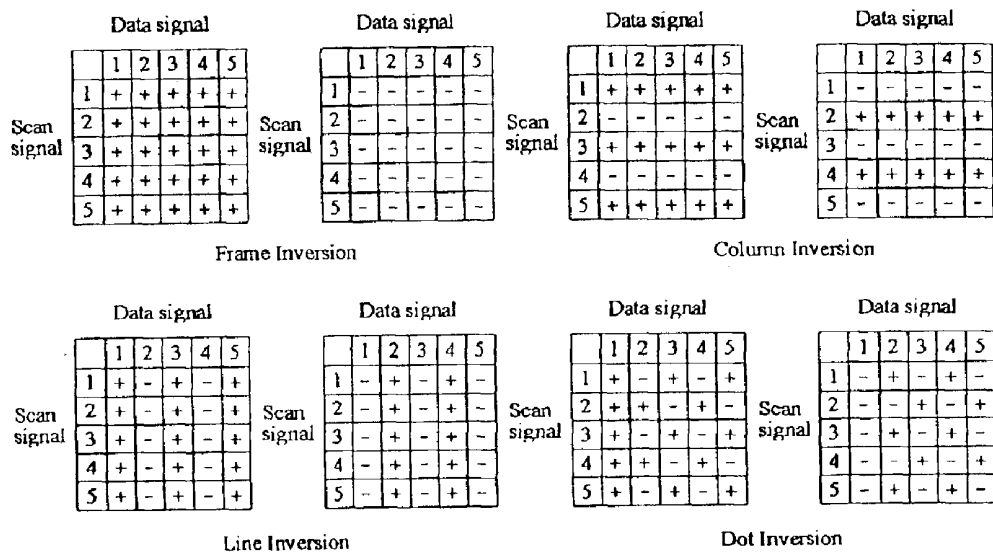 Data signal
1 2 3 4 5
Scan signal
1 + + + + +
2 + + + + +
3 + + + + +
4 + + + + +
5 + + + + +
Data signal
1 2 3 4 5
Scan signal
1 - - - - -
2 - - - - -
3 - - - - -
4 - - - - -
5 - - - - -
Frame Inversion
Data signal
1 2 3 4 5
Scan signal
1 + + + + +
2 - - - - -
3 + + + + +
4 - - - - -
5 + + + + +
Data signal
1 2 3 4 5
Scan signal
1 - - - - -
2 + + + + +
3 - - - - -
4 + + + + +
5 - - - - -
Column Inversion
Data signal
1 2 3 4 5
Scan signal
1 + - + - +
2 + - + - +
3 + - + - +
4 + - + - +
5 + - + - +
Data signal
1 2 3 4 5
Scan signal
1 - + - + -
2 - + - + -
3 - + - + -
4 - + - + -
5 - + - + -
Line Inversion
Data signal
1 2 3 4 5
Scan signal
1 + - + - +
2 + + - + -
3 + - + - +
4 + + - + -
5 + - + - +
Data signal
1 2 3 4 5
Scan signal
1 - + - + -
2 - - + - +
3 - + - + -
4 - - + - +
5 - + - + -
Dot Inversion